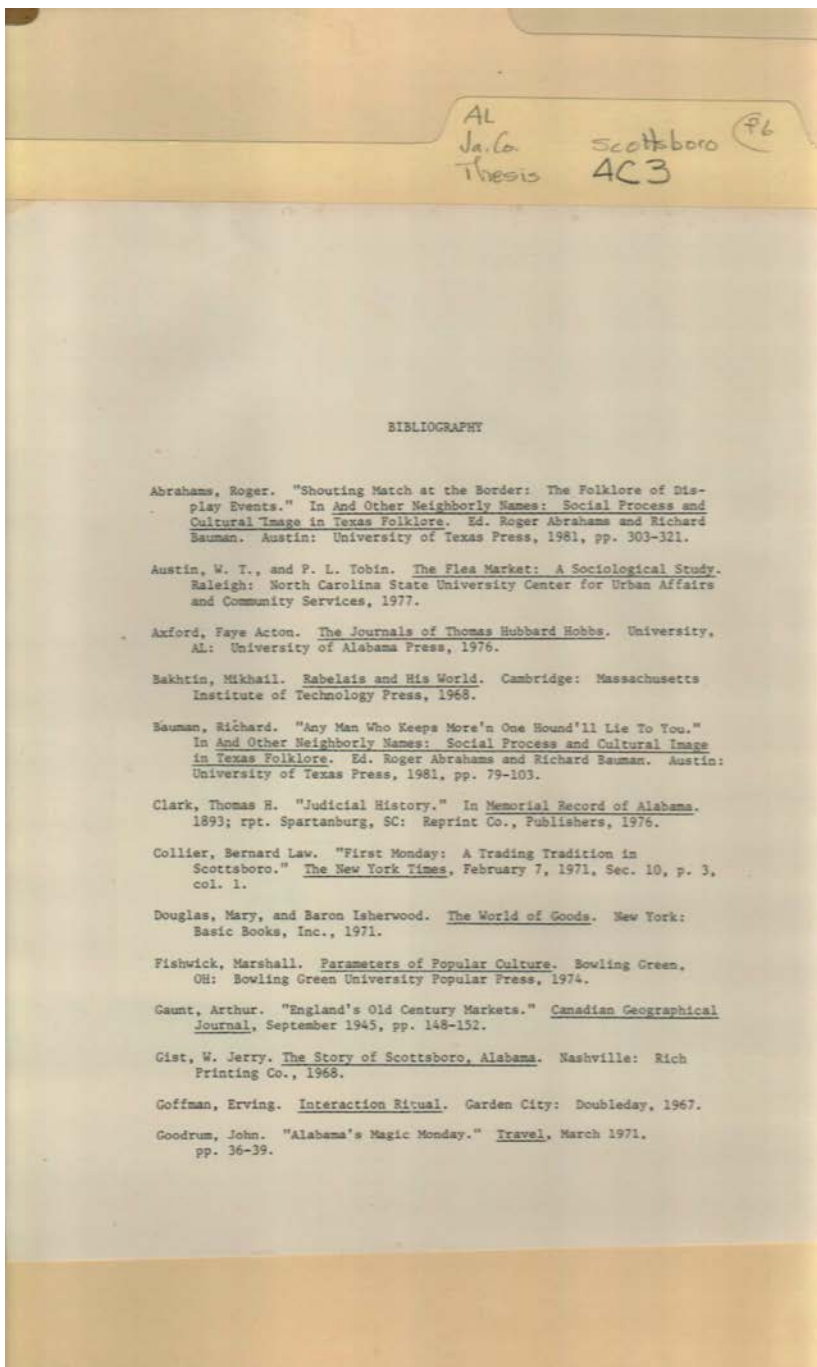 AL
Ja. Co. Scottsboro P6
Thesis 4C3
BIBLIOGRAPHY
Abrahams, Roger. "Shouting Match at the Border: The Folklore of Dis-
play Events." In And Other Neighborly Names: Social Process and
Cultural Image in Texas Folklore. Ed. Roger Abrahams and Richard
Bauman. Austin: University of Texas Press, 1981, pp. 303-321.
Austin, W. T., and P. L. Tobin. The Flea Market: A Sociological Study.
Raleigh: North Carolina State University Center for Urban Affairs
and Community Services, 1977.
Axford, Faye Acton. The Journals of Thomas Hubbard Hobbs. University,
AL: University of Alabama Press, 1976.
Bakhtin, Mikhail. Rabelais and His World. Cambridge: Massachusetts
Institute of Technology Press, 1968.
Bauman, Richard. "Any Man Who Keeps More'n One Hound'll Lie To You."
In And Other Neighborly Names: Social Process and Cultural Image
in Texas Folklore. Ed. Roger Abrahams and Richard Bauman. Austin:
University of Texas Press, 1981, pp. 79-103.
Clark, Thomas H. "Judicial History." In Memorial Record of Alabama.
1893; rpt. Spartanburg, SC: Reprint Co., Publishers, 1976.
Collier, Bernard Law. "First Monday: A Trading Tradition in
Scottsboro." The New York Times, February 7, 1971, Sec. 10, p. 3,
col. 1.
Douglas, Mary, and Baron Isherwood. The World of Goods. New York:
Basic Books, Inc., 1971.
Fishwick, Marshall. Parameters of Popular Culture. Bowling Green,
OH: Bowling Green University Popular Press, 1974.
Gaunt, Arthur. "England's Old Century Markets." Canadian Geographical
Journal, September 1945, pp. 148-152.
Gist, W. Jerry. The Story of Scottsboro, Alabama. Nashville: Rich
Printing Co., 1968.
Goffman, Erving. Interaction Ritual. Garden City: Doubleday, 1967.
Goodrum, John. "Alabama's Magic Monday." Travel, March 1971,
pp. 36-39.